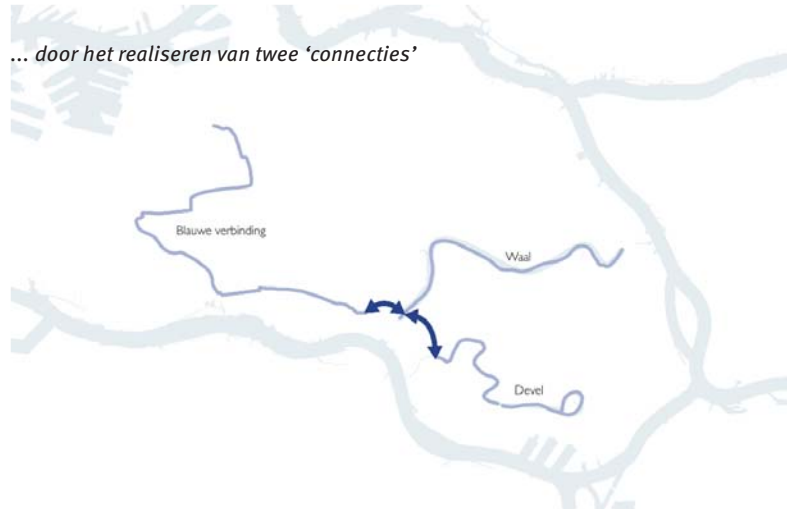 ... door het realiseren van twee ‘connecties’
Blauwe verbinding
Waal
Devel